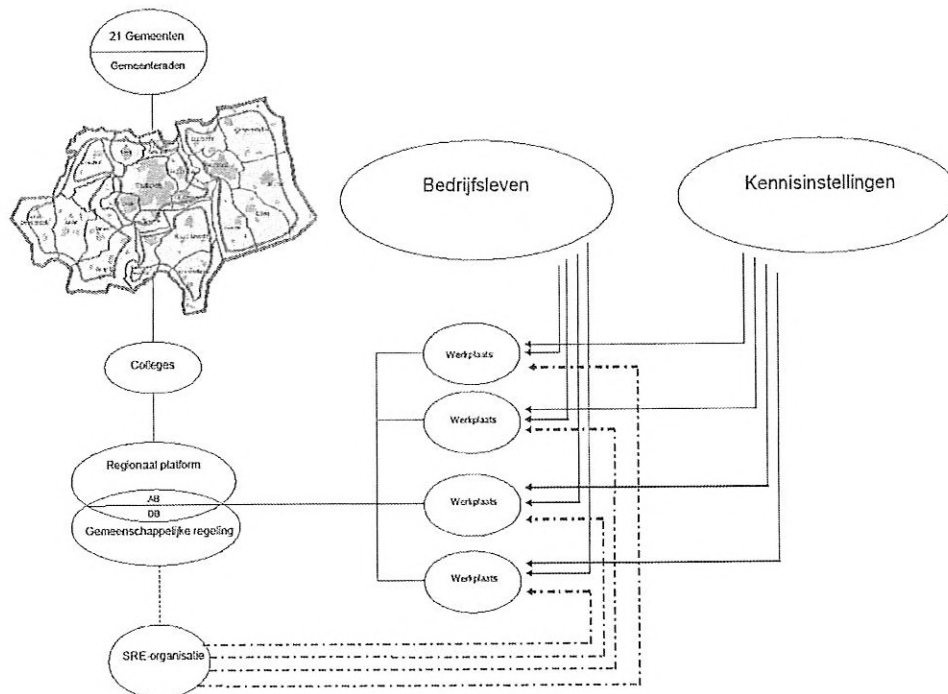 21 Gemeenten
Gemeenteraden
Bedrijfsleven
Kennisinstellingen
Colleges
Werkplaats
Werkplaats
Regionaal platform
AB
DB
Gemeenschappelijke regeling
Werkplaats
Werkplaats
SRE-organisatie